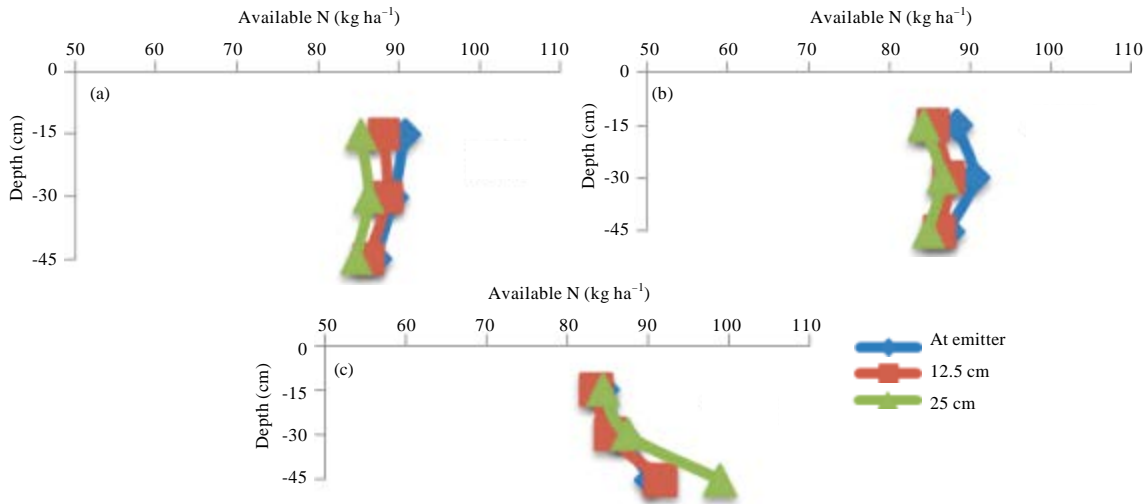 Available N (kg ha⁻¹)
50 60 70 80 90 100 110
0
-15
-30
-45
Depth (cm)
(a)
Available N (kg ha⁻¹)
50 60 70 80 90 100 110
0
-15
-30
-45
Depth (cm)
(b)
Available N (kg ha⁻¹)
50 60 70 80 90 100 110
0
-15
-30
-45
Depth (cm)
(c)
At emitter
12.5 cm
25 cm